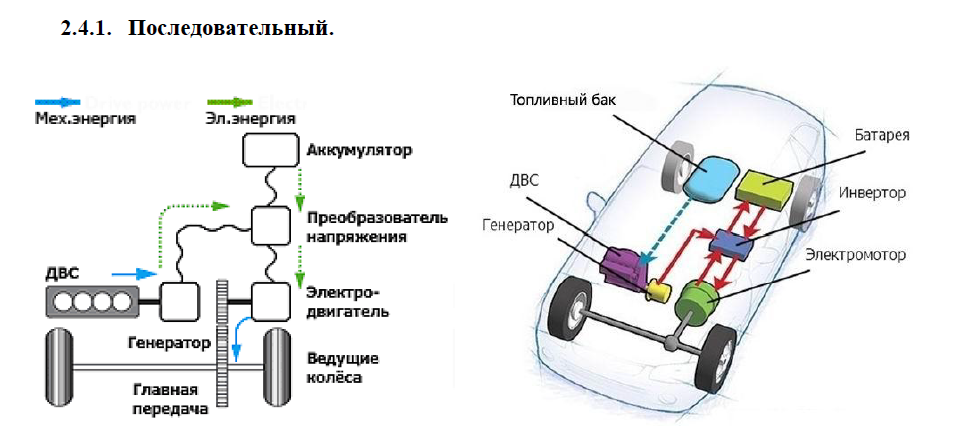 2.4.1. Последовательный.
Мех.энергия
Эл.энергия
Аккумулятор
Преобразователь
напряжения
ДВС
Электро-
двигатель
Генератор
Ведущие
колёса
Главная
передача
Топливный бак
Батарея
ДВС
Инвертор
Генератор
Электромотор